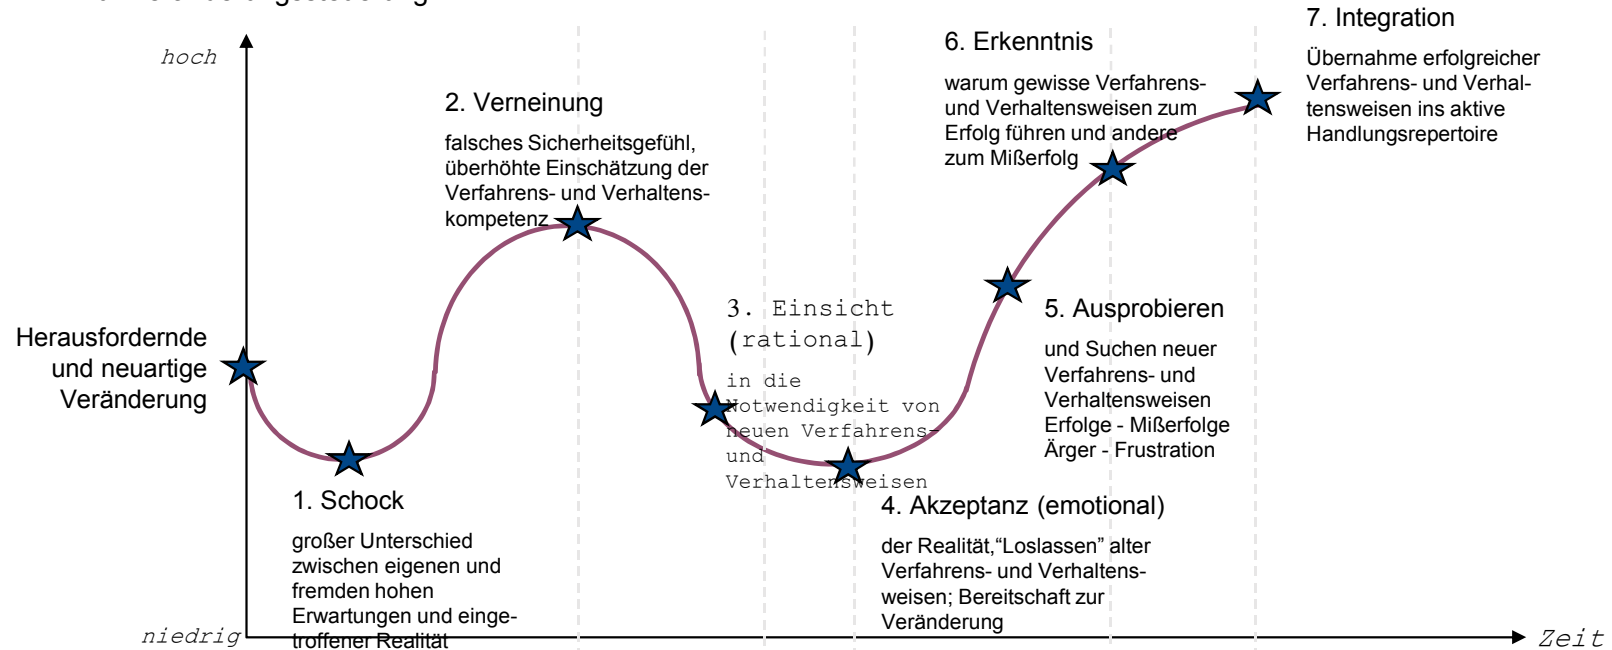 hoch
Herausfordernde
und neuartige
Veränderung
niedrig
1. Schock
großer Unterschied
zwischen eigenen und
fremden hohen
Erwartungen und einge-
troffener Realität
2. Verneinung
falsches Sicherheitsgefühl,
überhöhte Einschätzung der
Verfahrens- und Verhaltens-
kompetenz
3. Einsicht
(rational)
in die
Notwendigkeit von
neuen Verfahrens-
und
Verhaltensweisen
4. Akzeptanz (emotional)
der Realität,“Loslassen” alter
Verfahrens- und Verhaltens-
weisen; Bereitschaft zur
Veränderung
5. Ausprobieren
und Suchen neuer
Verfahrens- und
Verhaltensweisen
Erfolge - Mißerfolge
Ärger - Frustration
6. Erkenntnis
warum gewisse Verfahrens-
und Verhaltensweisen zum
Erfolg führen und andere
zum Mißerfolg
7. Integration
Übernahme erfolgreicher
Verfahrens- und Verhal-
tensweisen ins aktive
Handlungsrepertoire
Zeit